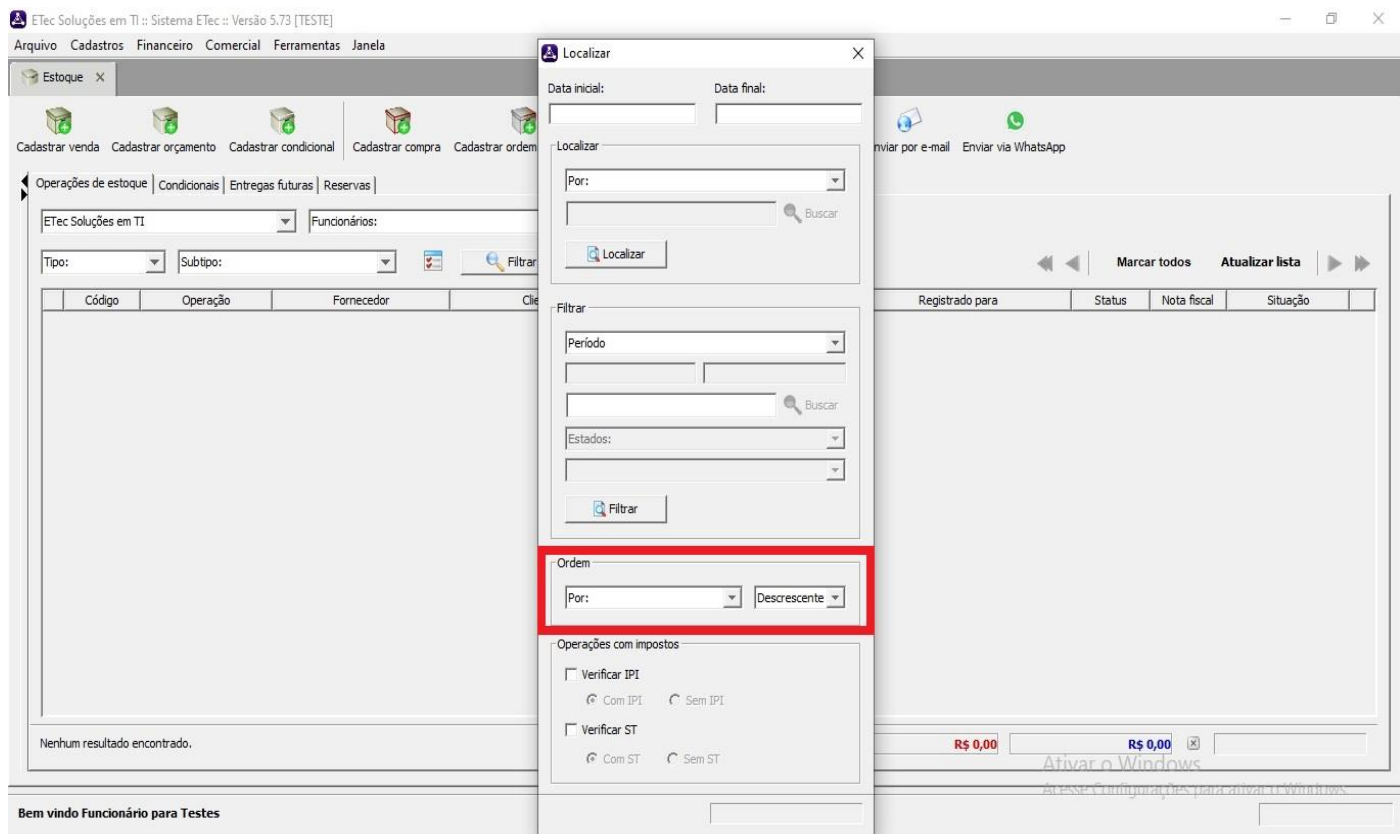 ETec Soluções em TI :: Sistema ETec :: Versão 5.73 [TESTE]
Arquivo Cadastros Financeiro Comercial Ferramentas Janela
Estoque
Cadastrar venda Cadastrar orçamento Cadastrar condicional Cadastrar compra Cadastrar ordem
Enviar via WhatsApp
Operações de estoque Condicionais Entregas futuras Reservas
ETec Soluções em TI Funcionários:
Tipo: Subtipo: Filtrar
Marcar todos Atualizar lista
Código Operação Fornecedor
Registrado para Status Nota fiscal Situação
Nenhum resultado encontrado.
R$ 0,00 R$ 0,00
Ativar o Windows
Acesse Configurações para ativar o Windows.
Bem vindo Funcionário para Testes
Localizar
Data inicial: Data final:
Localizar
Por:
Buscar
Localizar
Filtrar
Período
Buscar
Estados:
Filtrar
Ordem
Por: Descrescente
Operações com impostos
Verificar IPI
Com IPI Sem IPI
Verificar ST
Com ST Sem ST